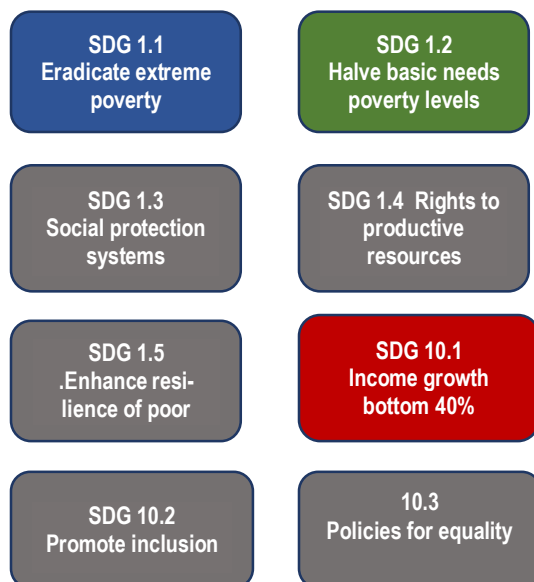 SDG 1.1
Eradicate extreme
poverty
SDG 1.2
Halve basic needs
poverty levels
SDG 1.3
Social protection
systems
SDG 1.4 Rights to
productive
resources
SDG 1.5
.Enhance resi-
lience of poor
SDG 10.1
Income growth
bottom 40%
SDG 10.2
Promote inclusion
10.3
Policies for equality